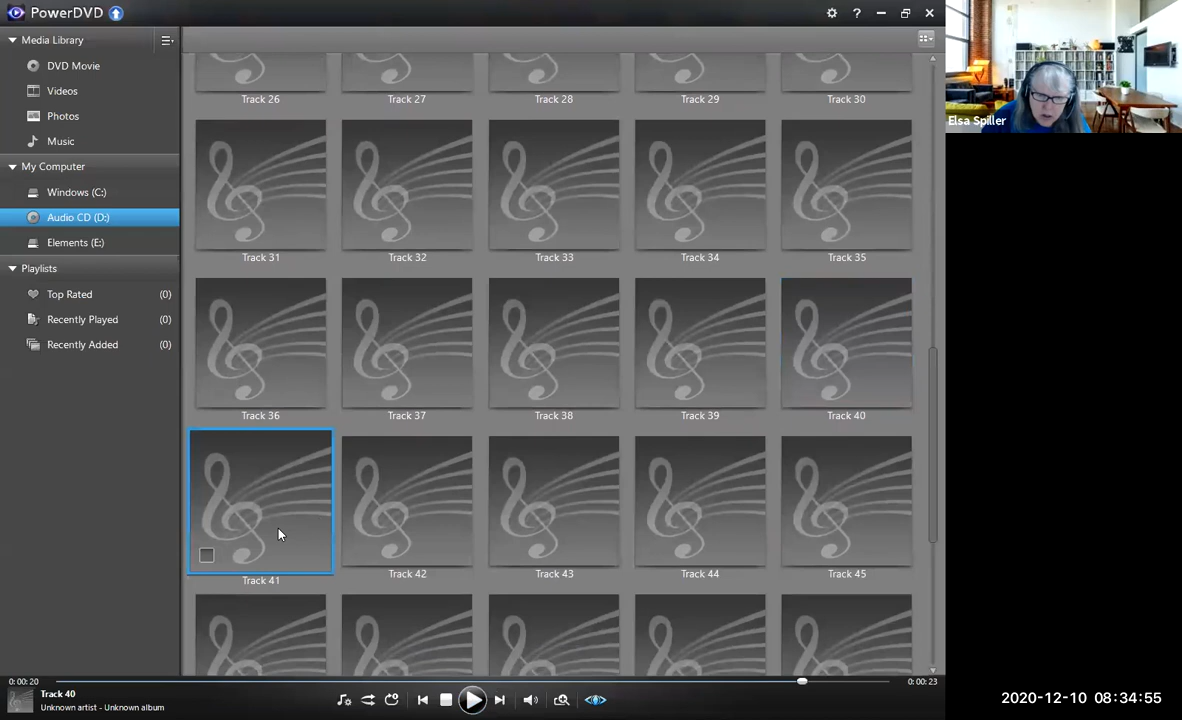 PowerDVD
?
Media Library
DVD Movie
Videos
Photos
Music
My Computer
Windows (C:)
Audio CD (D:)
Elements (E:)
Playlists
Top Rated (0)
Recently Played (0)
Recently Added (0)
Track 26 Track 27 Track 28 Track 29 Track 30
Track 31 Track 32 Track 33 Track 34 Track 35
Track 36 Track 37 Track 38 Track 39 Track 40
Track 41 Track 42 Track 43 Track 44 Track 45
0:00:20 0:00:23
Track 40
Unknown artist - Unknown album
Elsa Spiller
2020-12-10 08:34:55